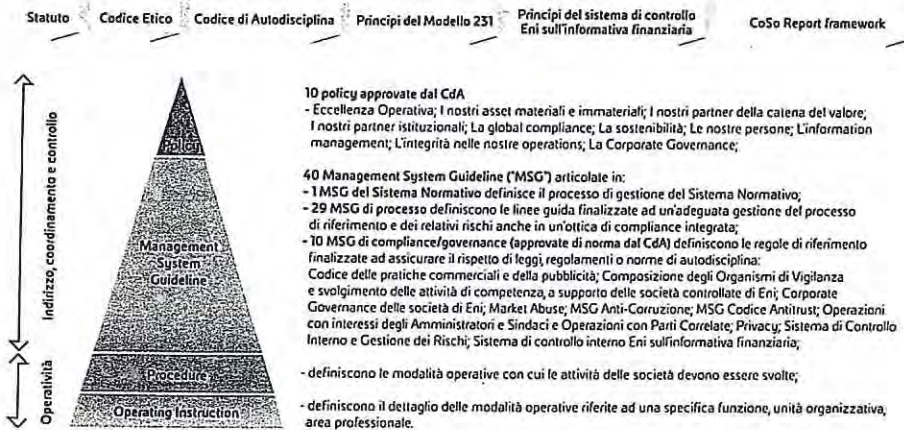 Statuto
Codice Etico
Codice di Autodisciplina
Principi del Modello 231
Principi del sistema di controllo
Eni sull'informativa finanziaria
CoSo Report framework
Indirizzo, coordinamento e controllo
Operatività
Policy
Management
System
Guideline
Procedure
Operating Instruction
10 policy approvate dal CdA
- Eccellenza Operativa; I nostri asset materiali e immateriali; I nostri partner della catena del valore;
I nostri partner istituzionali; La global compliance; La sostenibilità; Le nostre persone; L'information
management; L'integrità nelle nostre operations; La Corporate Governance;
40 Management System Guideline ("MSG") articolate in:
- 1 MSG del Sistema Normativo definisce il processo di gestione del Sistema Normativo;
- 29 MSG di processo definiscono le linee guida finalizzate ad un'adeguata gestione del processo
di riferimento e dei relativi rischi anche in un'ottica di compliance integrata;
- 10 MSG di compliance/governance (approvate di norma dal CdA) definiscono le regole di riferimento
finalizzate ad assicurare il rispetto di leggi, regolamenti o norme di autodisciplina:
Codice delle pratiche commerciali e della pubblicità; Composizione degli Organismi di Vigilanza
e svolgimento delle attività di competenza, a supporto delle società controllate di Eni; Corporate
Governance delle società di Eni; Market Abuse; MSG Anti-Corruzione; MSG Codice Antitrust; Operazioni
con interessi degli Amministratori e Sindaci e Operazioni con Parti Correlate; Privacy; Sistema di Controllo
Interno e Gestione dei Rischi; Sistema di controllo interno Eni sull'informativa finanziaria;
- definiscono le modalità operative con cui le attività delle società devono essere svolte;
- definiscono il dettaglio delle modalità operative riferite ad una specifica funzione, unità organizzativa,
area professionale.